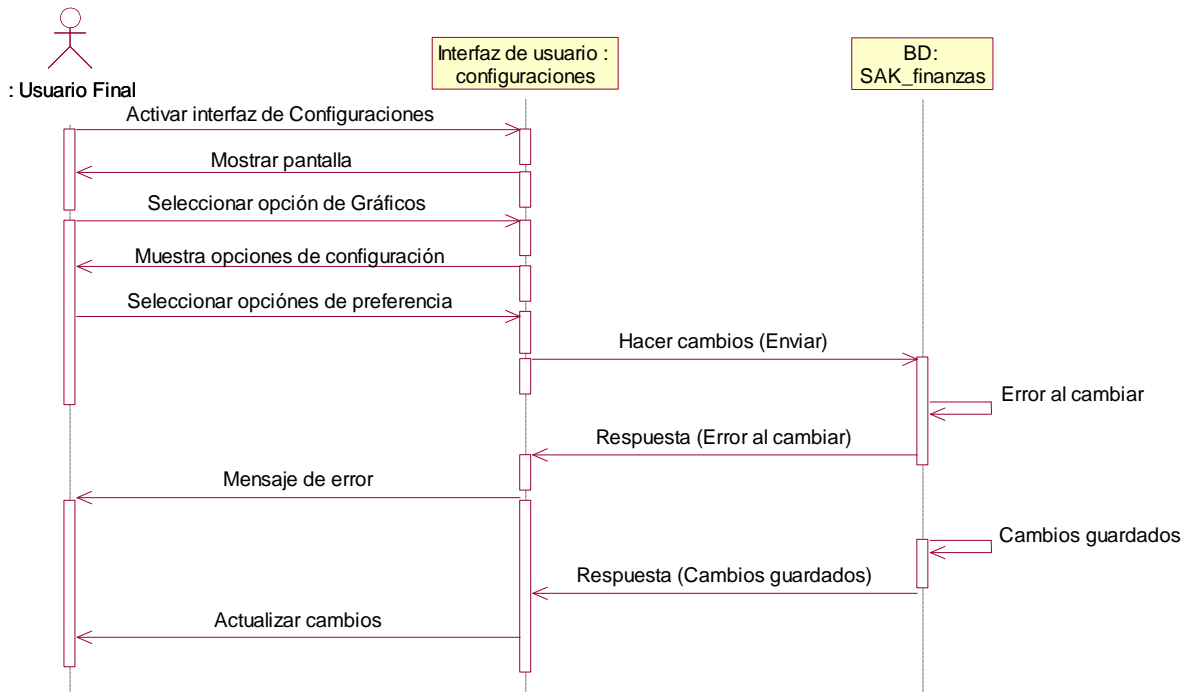 : Usuario Final
Interfaz de usuario :
configuraciones
BD:
SAK_finanzas
Activar interfaz de Configuraciones
Mostrar pantalla
Seleccionar opción de Gráficos
Muestra opciones de configuración
Seleccionar opciónes de preferencia
Hacer cambios (Enviar)
Error al cambiar
Respuesta (Error al cambiar)
Mensaje de error
Cambios guardados
Respuesta (Cambios guardados)
Actualizar cambios